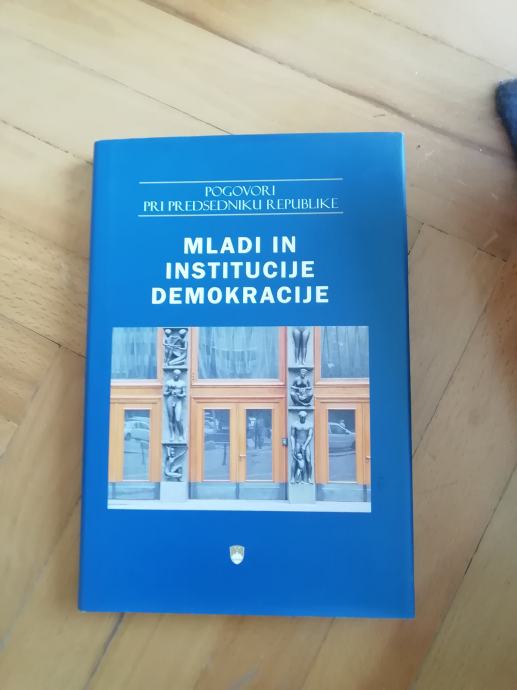 POGOVORI
PRI PREDSEDNIKU REPUBLIKE
MLADI IN
INSTITUCIJE
DEMOKRACIJE